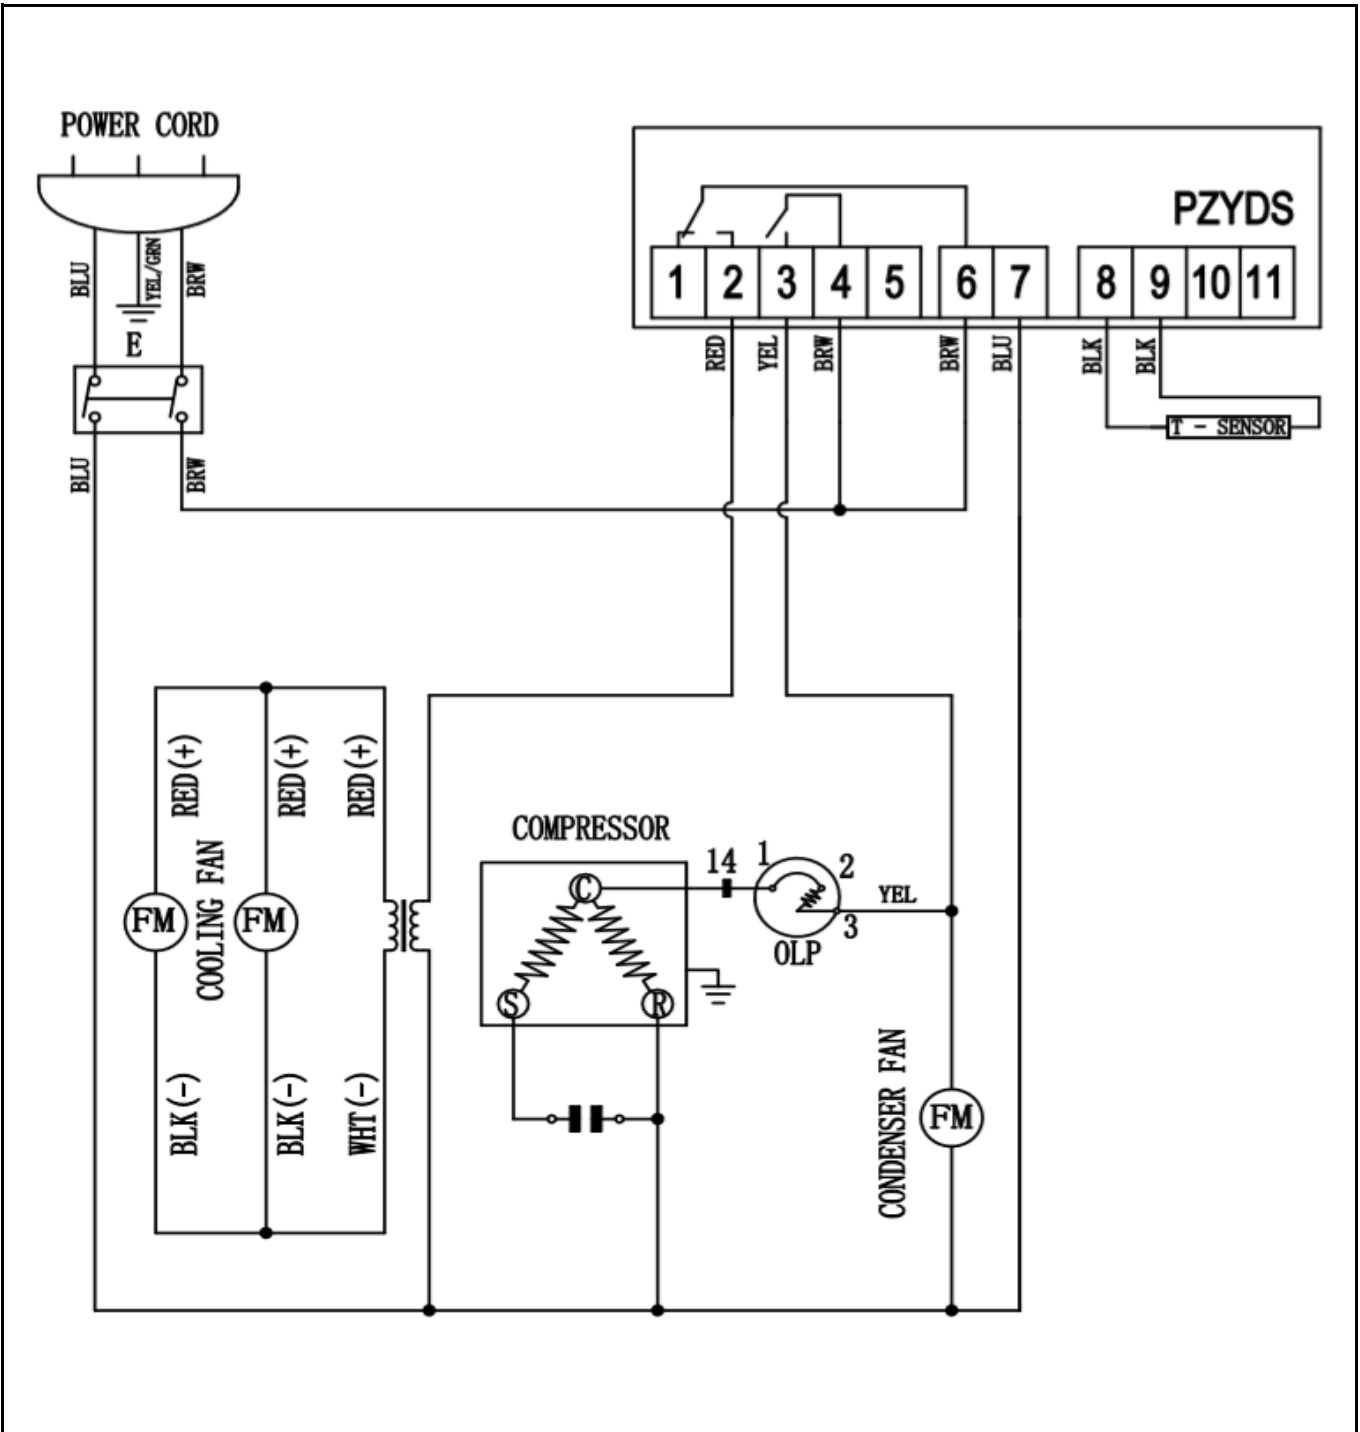 POWER CORD
BLU
YEL/GRN
BRW
E
BLU
BRW
PZYDS
1 2 3 4 5 6 7 8 9 10 11
RED
YEL
BRW
BRW
BLU
BLK
BLK
T - SENSOR
RED(+)
RED(+)
RED(+)
COOLING FAN
FM
FM
BLK(-)
BLK(-)
WHT(-)
COMPRESSOR
C
S
R
14
1
2
3
OLP
YEL
CONDENSER FAN
FM